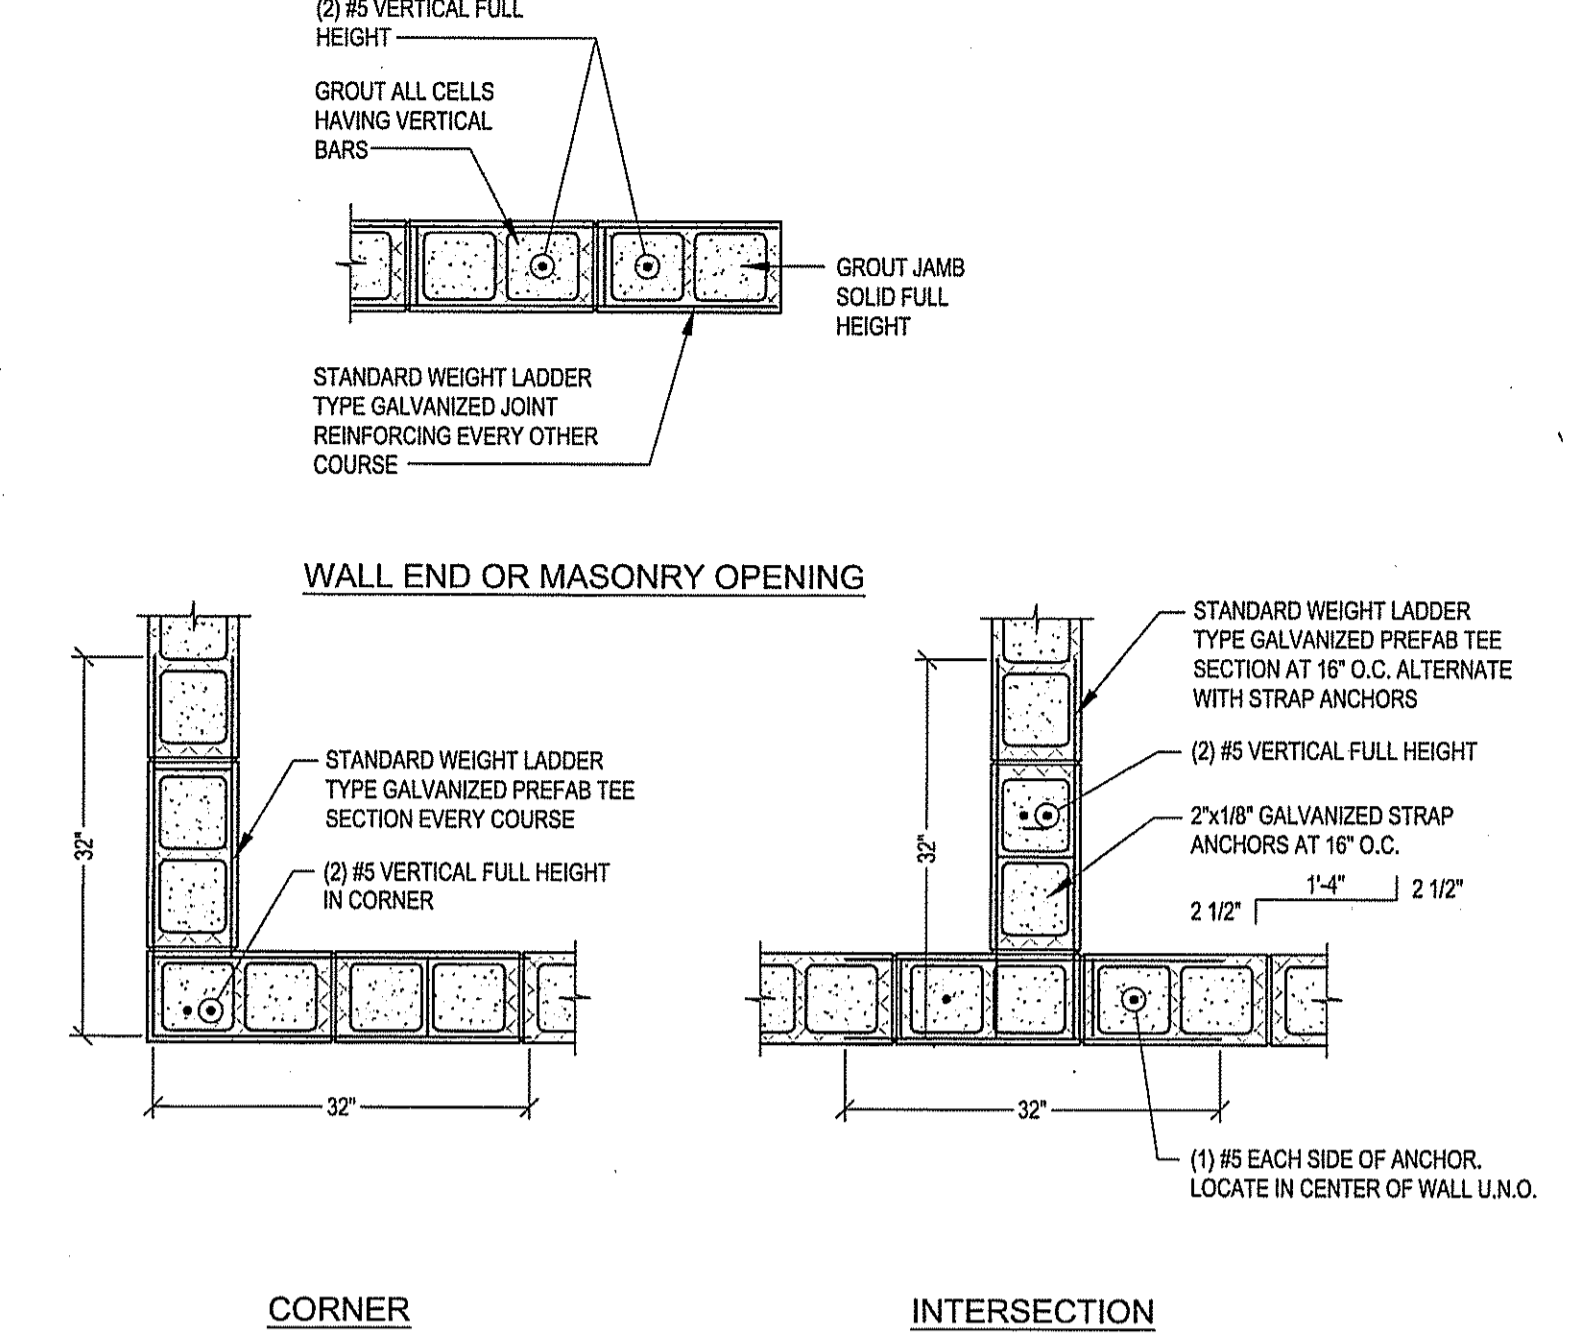 (2) #5 VERTICAL FULL
HEIGHT
GROUT ALL CELLS
HAVING VERTICAL
BARS
GROUT JAMB
SOLID FULL
HEIGHT
STANDARD WEIGHT LADDER
TYPE GALVANIZED JOINT
REINFORCING EVERY OTHER
COURSE
WALL END OR MASONRY OPENING
32"
STANDARD WEIGHT LADDER
TYPE GALVANIZED PREFAB TEE
SECTION EVERY COURSE
(2) #5 VERTICAL FULL HEIGHT
IN CORNER
32"
CORNER
32"
STANDARD WEIGHT LADDER
TYPE GALVANIZED PREFAB TEE
SECTION AT 16" O.C. ALTERNATE
WITH STRAP ANCHORS
(2) #5 VERTICAL FULL HEIGHT
2"x1/8" GALVANIZED STRAP
ANCHORS AT 16" O.C.
1'-4"
2 1/2"
2 1/2"
32"
(1) #5 EACH SIDE OF ANCHOR.
LOCATE IN CENTER OF WALL U.N.O.
INTERSECTION